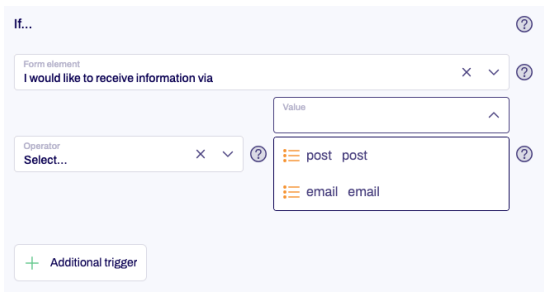 If...
?
Form element
I would like to receive information via
?
Value
Operator
Select...
?
?
post post
email email
Additional trigger